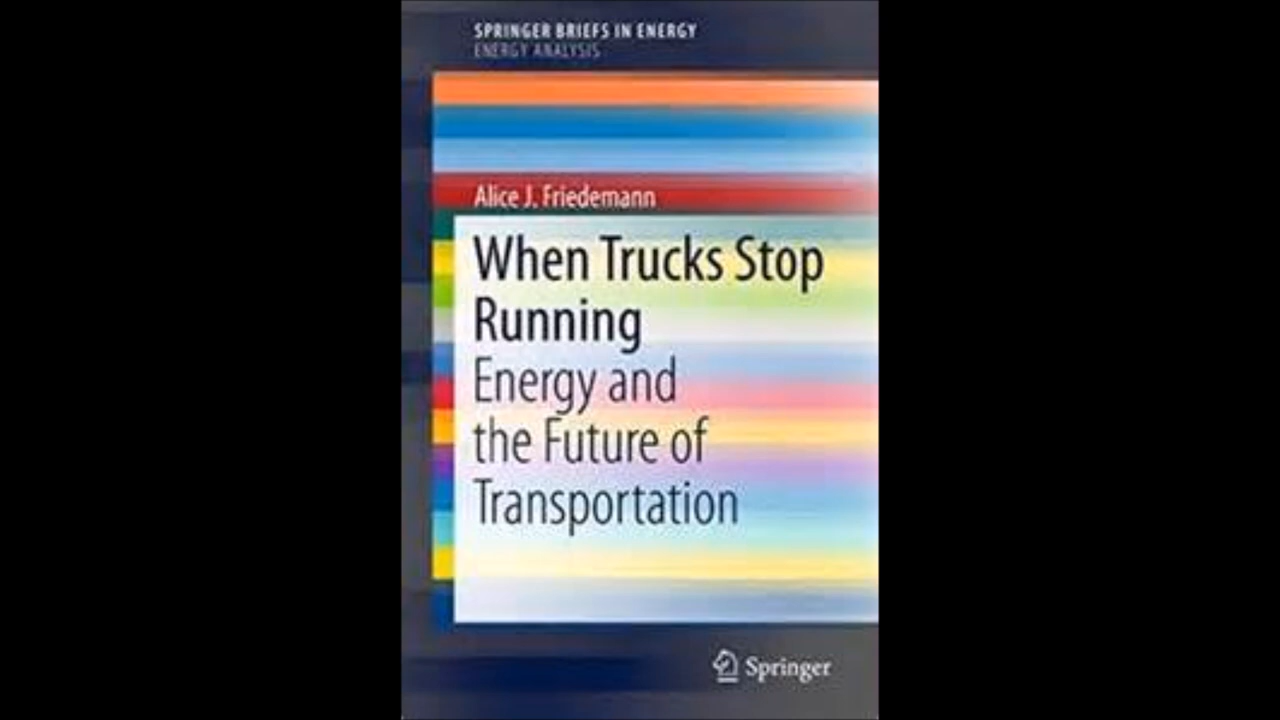 SPRINGER BRIEFS IN ENERGY
ENERGY ANALYSIS
Alice J. Friedemann
When Trucks Stop
Running
Energy and
the Future of
Transportation
Springer